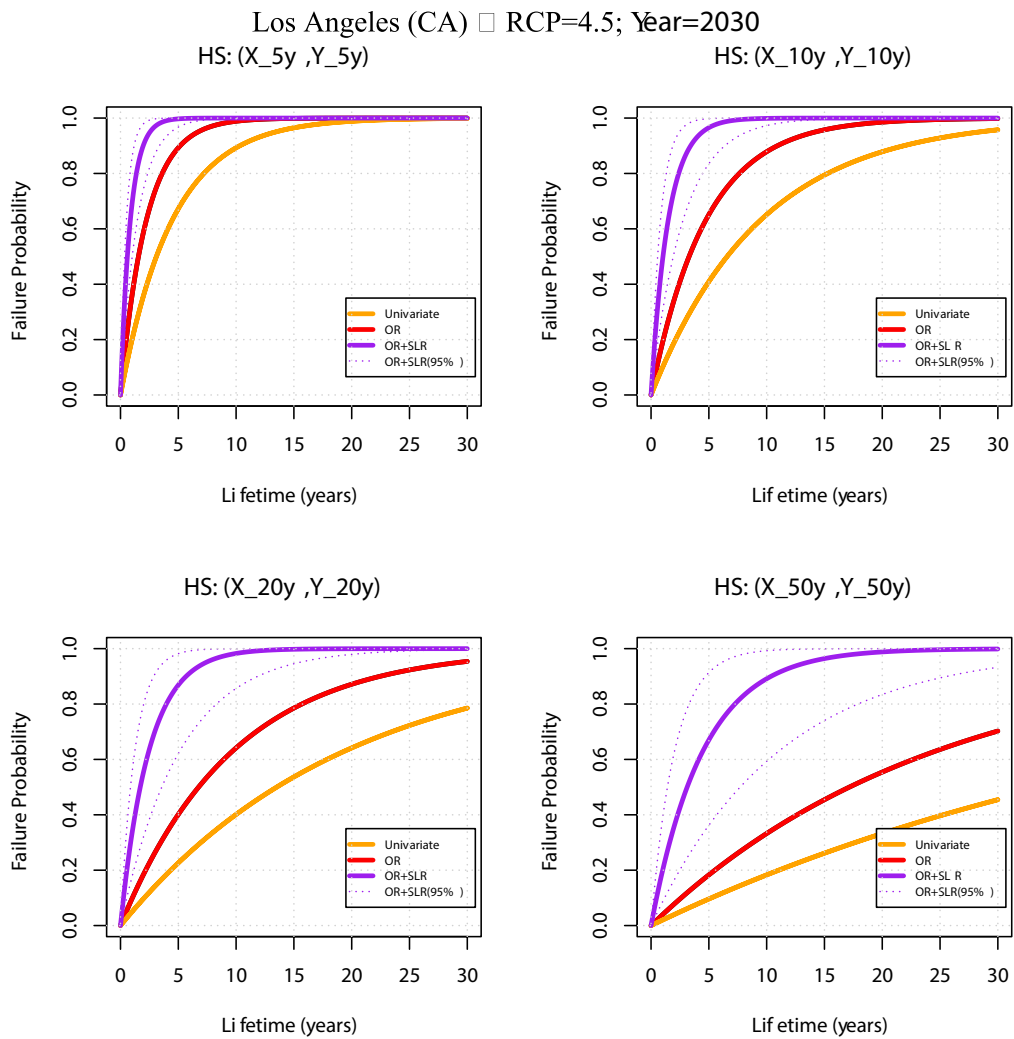 Los Angeles (CA) □ RCP=4.5; Year=2030
HS: (X_5y ,Y_5y)
Failure Probability
1.0
0.8
0.6
0.4
0.2
0.0
Univariate
OR
OR+SLR
OR+SLR(95% )
0 5 10 15 20 25 30
Li fetime (years)
HS: (X_10y ,Y_10y)
Failure Probability
1.0
0.8
0.6
0.4
0.2
0.0
Univariate
OR
OR+SL R
OR+SLR(95% )
0 5 10 15 20 25 30
Lif etime (years)
HS: (X_20y ,Y_20y)
Failure Probability
1.0
0.8
0.6
0.4
0.2
0.0
Univariate
OR
OR+SLR
OR+SLR(95% )
0 5 10 15 20 25 30
Li fetime (years)
HS: (X_50y ,Y_50y)
Failure Probability
1.0
0.8
0.6
0.4
0.2
0.0
Univariate
OR
OR+SL R
OR+SLR(95% )
0 5 10 15 20 25 30
Lif etime (years)